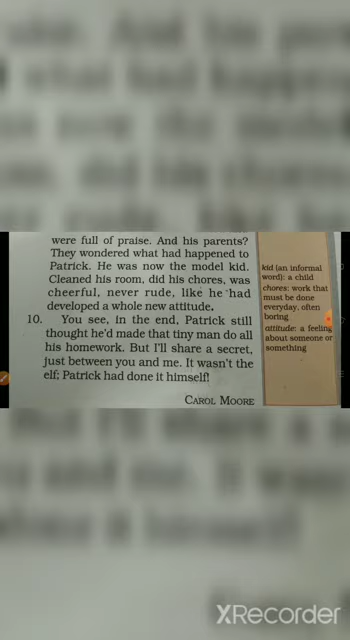 were full of praise. And his parents?
They wondered what had happened to
Patrick. He was now the model kid.
Cleaned his room, did his chores, was
cheerful, never rude, like he had
developed a whole new attitude.
10. You see, in the end, Patrick still
thought he'd made that tiny man do all
his homework. But I'll share a secret,
just between you and me. It wasn't the
elf; Patrick had done it himself!
CAROL MOORE
kid (an informal
word): a child
chores: work that
must be done
everyday, often
boring
attitude: a feeling
about someone or
something
XRecorder